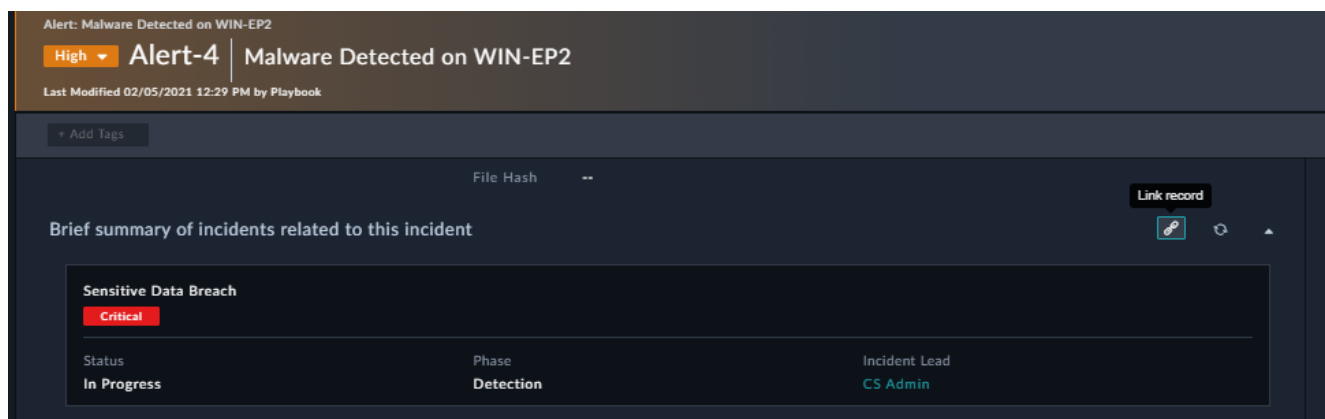 Alert: Malware Detected on WIN-EP2
High Alert-4 Malware Detected on WIN-EP2
Last Modified 02/05/2021 12:29 PM by Playbook
+ Add Tags
File Hash --
Link record
Brief summary of incidents related to this incident
Sensitive Data Breach
Critical
Status Phase Incident Lead
In Progress Detection CS Admin